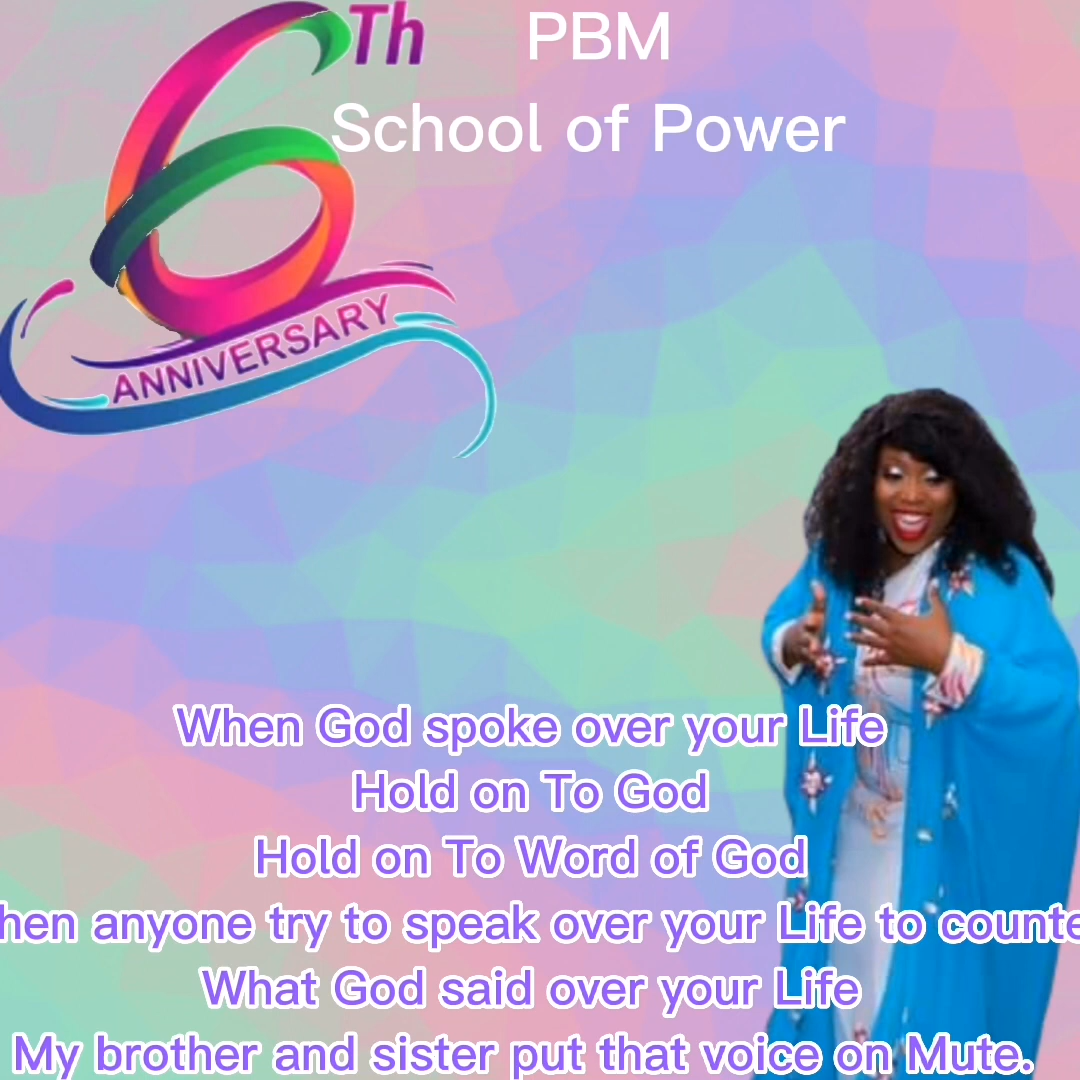 6Th
ANNIVERSARY
PBM
School of Power
When God spoke over your Life
Hold on To God
Hold on To Word of God
hen anyone try to speak over your Life to counte
What God said over your Life
My brother and sister put that voice on Mute.